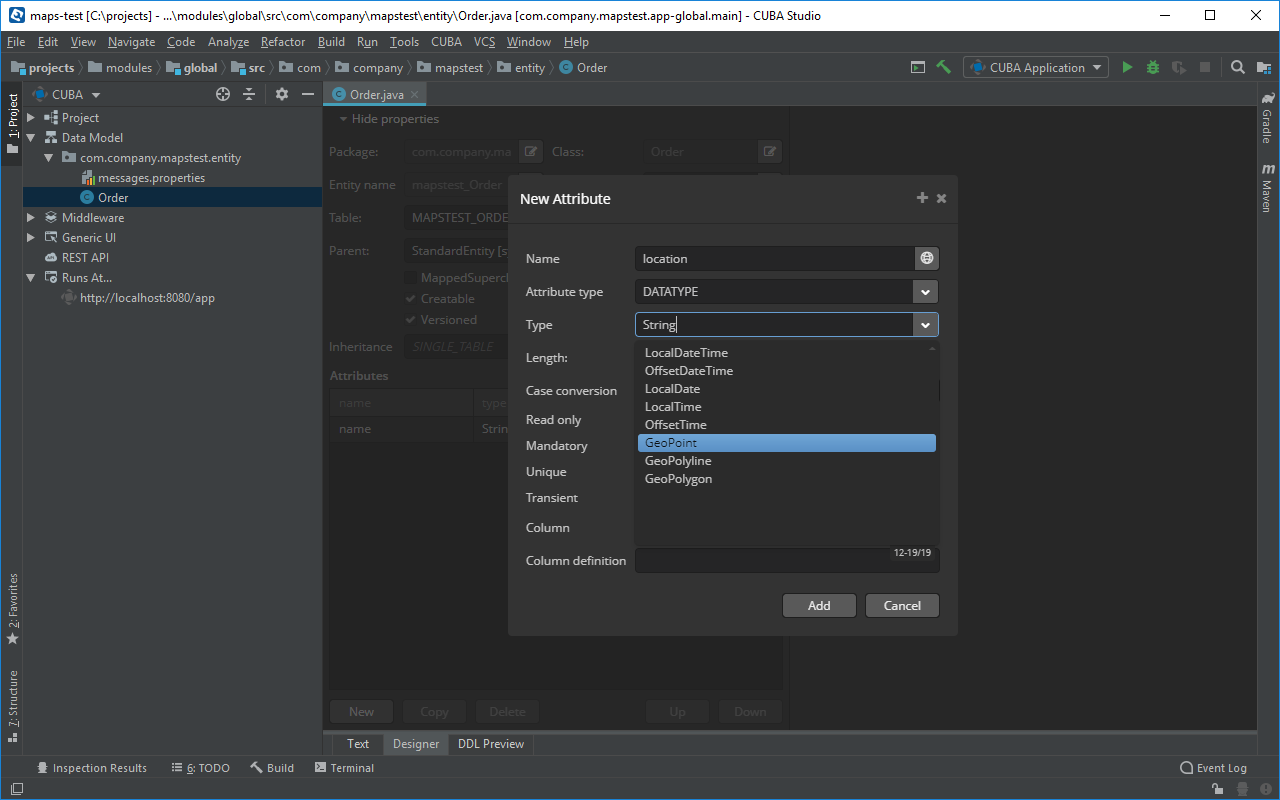 maps-test [C:\projects] - ...\modules\global\src\com\company\mapstest\entity\Order.java [com.company.mapstest.app-global.main] - CUBA Studio
File Edit View Navigate Code Analyze Refactor Build Run Tools CUBA VCS Window Help
projects modules global src com company mapstest entity Order CUBA Application
1: Project
2: Favorites
7: Structure
CUBA
Project
Data Model
com.company.mapstest.entity
messages.properties
Order
Middleware
Generic UI
REST API
Runs At...
http://localhost:8080/app
Order.java
Hide properties
Package: com.company.ma Class: Order
Entity name mapstest_Order
Table: MAPSTEST_ORDE
Parent: StandardEntity [s
MappedSupercl
Creatable
Versioned
Inheritance SINGLE_TABLE
Attributes
name type
name Strin
New Copy Delete Up Down
New Attribute
Name location
Attribute type DATATYPE
Type String
Length:
Case conversion
Read only
Mandatory
Unique
Transient
Column
Column definition
LocalDateTime
OffsetDateTime
LocalDate
LocalTime
OffsetTime
GeoPoint
GeoPolyline
GeoPolygon
12-19/19
Add Cancel
Gradle
Maven
Text Designer DDL Preview
Inspection Results 6: TODO Build Terminal Event Log